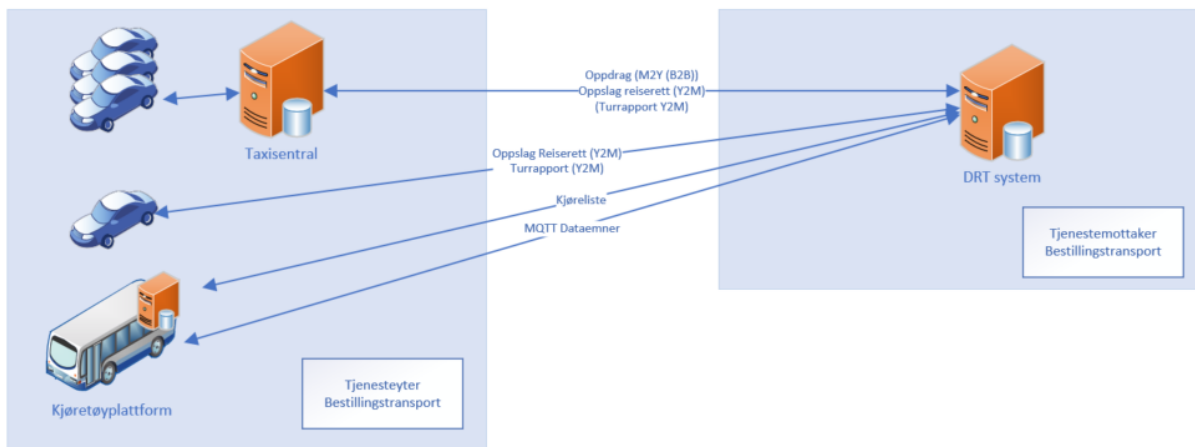 Oppdrag (M2Y (B2B))
Oppslag reiserett (Y2M)
(Turrapport Y2M)
Taxisentral
Oppslag Reiserett (Y2M)
Turrapport (Y2M)
DRT system
Kjøreliste
MQTT Dataemner
Tjenestemottaker
Bestillingstransport
Tjenesteyter
Bestillingstransport
Kjøretøyplattform